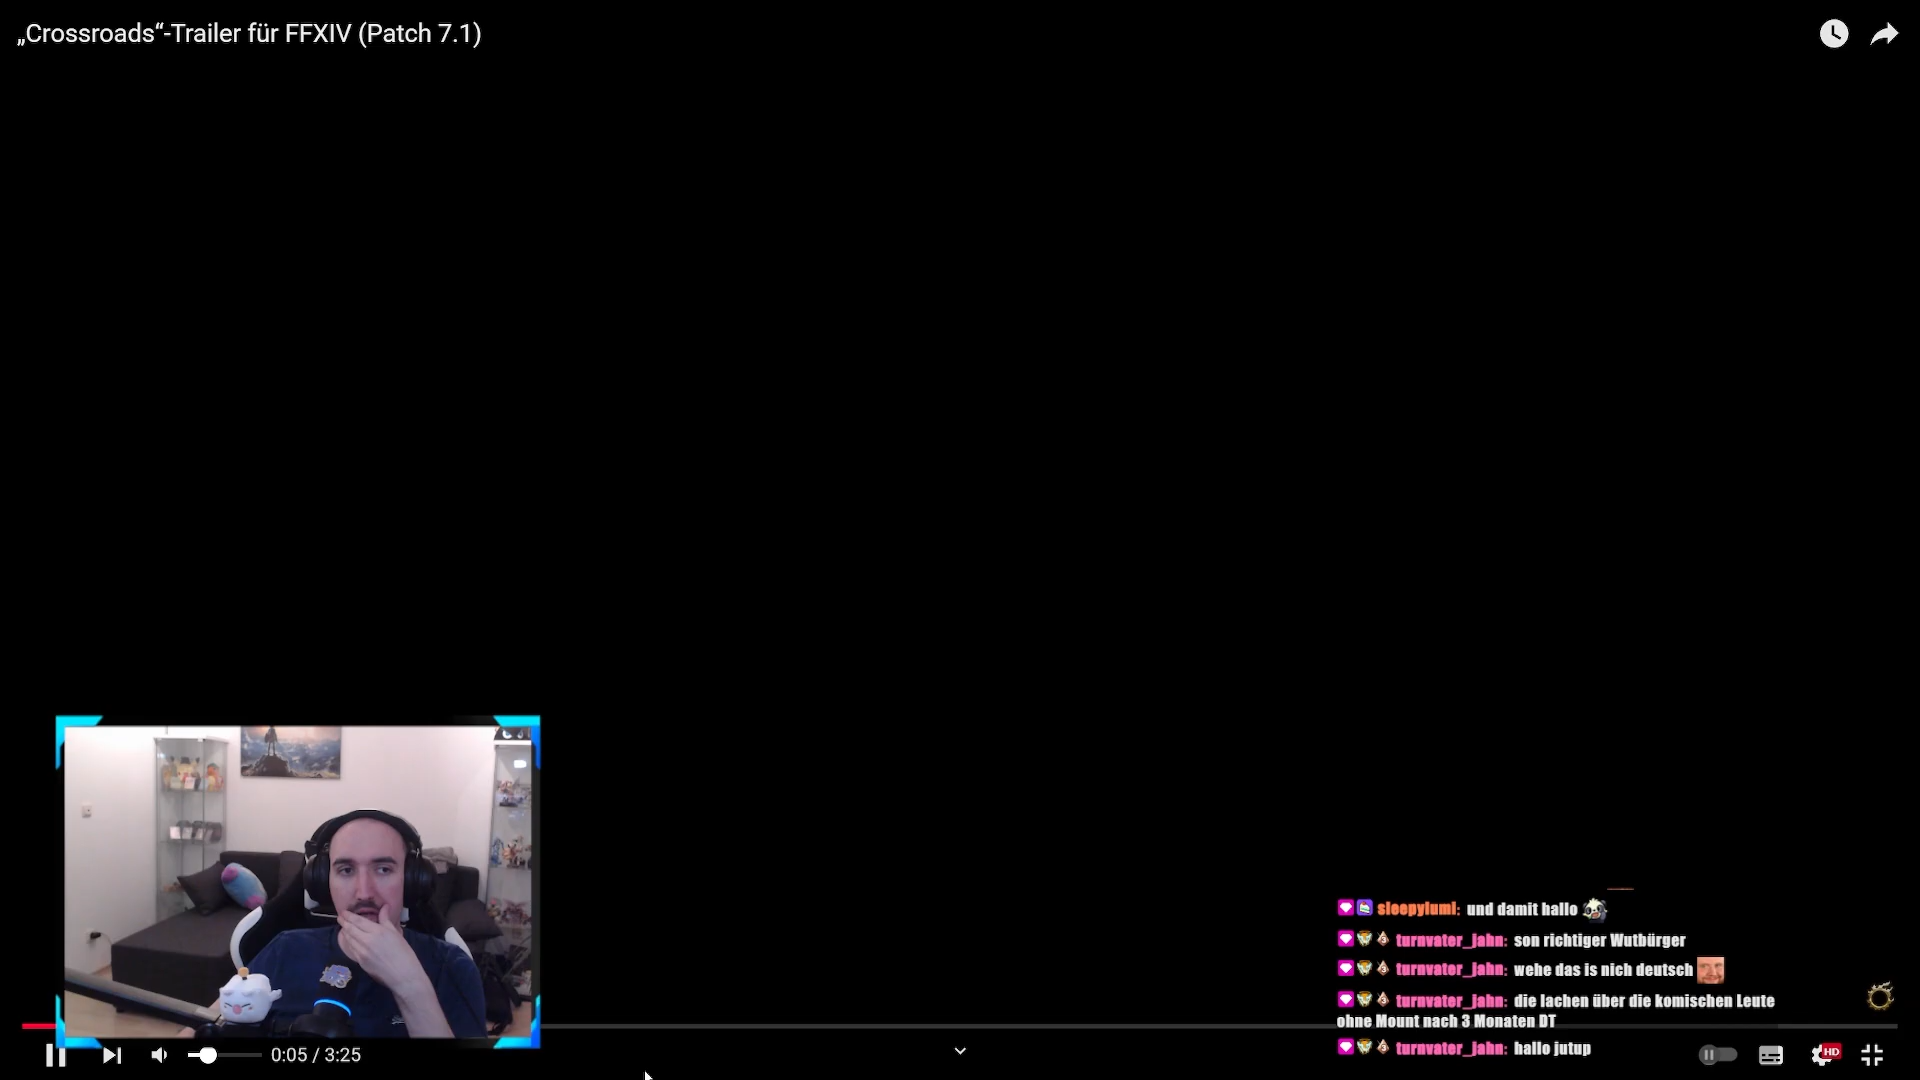 „Crossroads“-Trailer für FFXIV (Patch 7.1)
sleepylumi: und damit hallo
turnvater_jahn: son richtiger Wutbürger
turnvater_jahn: wehe das is nich deutsch
turnvater_jahn: die lachen über die komischen Leute
ohne Mount nach 3 Monaten DT
turnvater_jahn: hallo jutup
0:05 / 3:25
HD